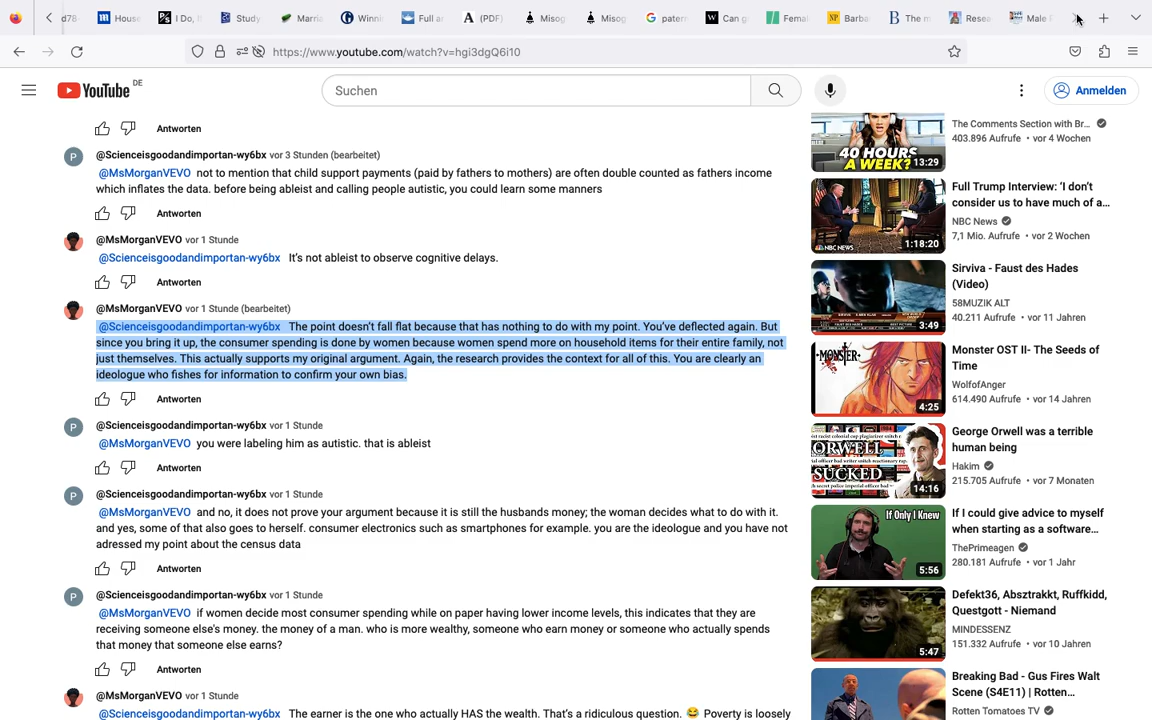 d78-
House
I Do,
Study
Marria
Winni
Full ar
(PDF)
Misog
Misog
patern
Can g
Femal
Barba
The m
Resea
Male
https://www.youtube.com/watch?v=hgi3dgQ6i10
YouTube DE
Suchen
Anmelden
Antworten
@Scienceisgoodandimportan-wy6bx vor 3 Stunden (bearbeitet)
@MsMorganVEVO not to mention that child support payments (paid by fathers to mothers) are often double counted as fathers income
which inflates the data. before being ableist and calling people autistic, you could learn some manners
Antworten
@MsMorganVEVO vor 1 Stunde
@Scienceisgoodandimportan-wy6bx It's not ableist to observe cognitive delays.
Antworten
@MsMorganVEVO vor 1 Stunde (bearbeitet)
@Scienceisgoodandimportan-wy6bx The point doesn't fall flat because that has nothing to do with my point. You've deflected again. But
since you bring it up, the consumer spending is done by women because women spend more on household items for their entire family, not
just themselves. This actually supports my original argument. Again, the research provides the context for all of this. You are clearly an
ideologue who fishes for information to confirm your own bias.
Antworten
P
@Scienceisgoodandimportan-wy6bx vor 1 Stunde
@MsMorganVEVO you were labeling him as autistic. that is ableist
Antworten
P
@Scienceisgoodandimportan-wy6bx vor 1 Stunde
@MsMorganVEVO and no, it does not prove your argument because it is still the husbands money; the woman decides what to do with it.
and yes, some of that also goes to herself. consumer electronics such as smartphones for example. you are the ideologue and you have not
adressed my point about the census data
Antworten
P
@Scienceisgoodandimportan-wy6bx vor 1 Stunde
@MsMorganVEVO if women decide most consumer spending while on paper having lower income levels, this indicates that they are
receiving someone else's money. the money of a man. who is more wealthy, someone who earn money or someone who actually spends
that money that someone else earns?
Antworten
@MsMorganVEVO vor 1 Stunde
@Scienceisgoodandimportan-wy6bx The earner is the one who actually HAS the wealth. That's a ridiculous question. 😂 Poverty is loosely
40 HOURS
A WEEK?
13:29
The Comments Section with Br...
403.896 Aufrufe • vor 4 Wochen
NBC NEWS
1:18:20
Full Trump Interview: 'I don't
consider us to have much of a...
NBC News
7,1 Mio. Aufrufe • vor 2 Wochen
3:49
Sirviva - Faust des Hades
(Video)
58MUZIK ALT
40.211 Aufrufe • vor 11 Jahren
MONSTER
4:25
Monster OST II- The Seeds of
Time
WolfofAnger
614.490 Aufrufe • vor 14 Jahren
ORWELL
SUCKED
14:16
George Orwell was a terrible
human being
Hakim
215.705 Aufrufe • vor 7 Monaten
If Only I Knew
5:56
If I could give advice to myself
when starting as a software...
ThePrimeagen
280.181 Aufrufe • vor 1 Jahr
5:47
Defekt36, Absztrakkt, Ruffkidd,
Questgott - Niemand
MINDESSENZ
151.332 Aufrufe • vor 10 Jahren
Breaking Bad - Gus Fires Walt
Scene (S4E11) | Rotten...
Rotten Tomatoes TV